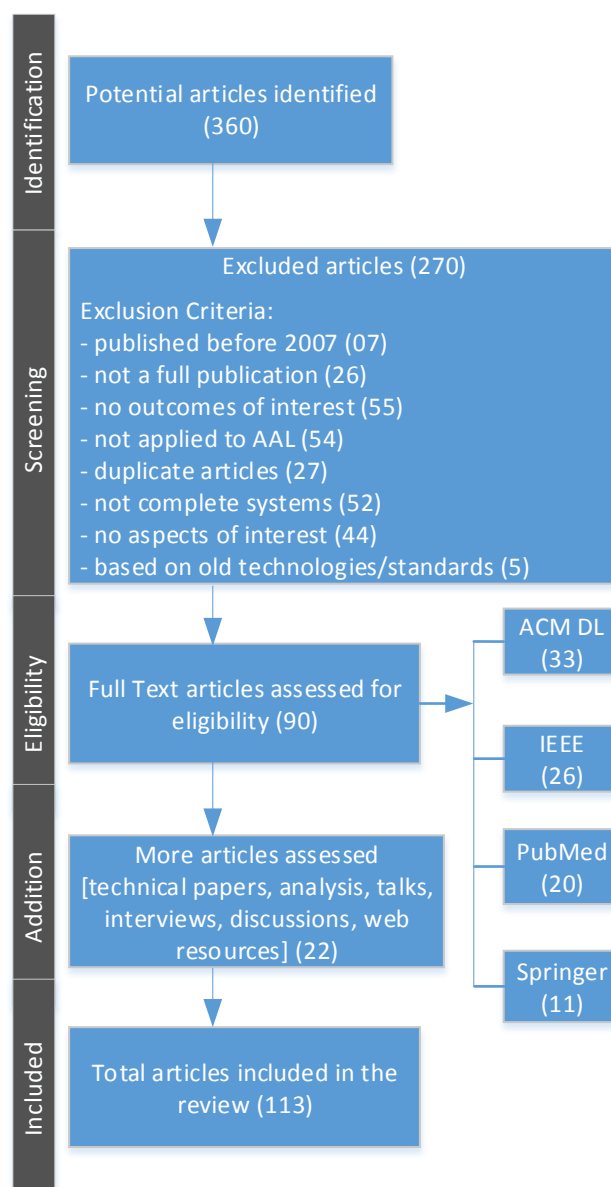 Identification
Potential articles identified
(360)
Screening
Excluded articles (270)
Exclusion Criteria:
- published before 2007 (07)
- not a full publication (26)
- no outcomes of interest (55)
- not applied to AAL (54)
- duplicate articles (27)
- not complete systems (52)
- no aspects of interest (44)
- based on old technologies/standards (5)
Eligibility
Full Text articles assessed for
eligibility (90)
ACM DL
(33)
IEEE
(26)
PubMed
(20)
Springer
(11)
Addition
More articles assessed
[technical papers, analysis, talks,
interviews, discussions, web
resources] (22)
Included
Total articles included in the
review (113)